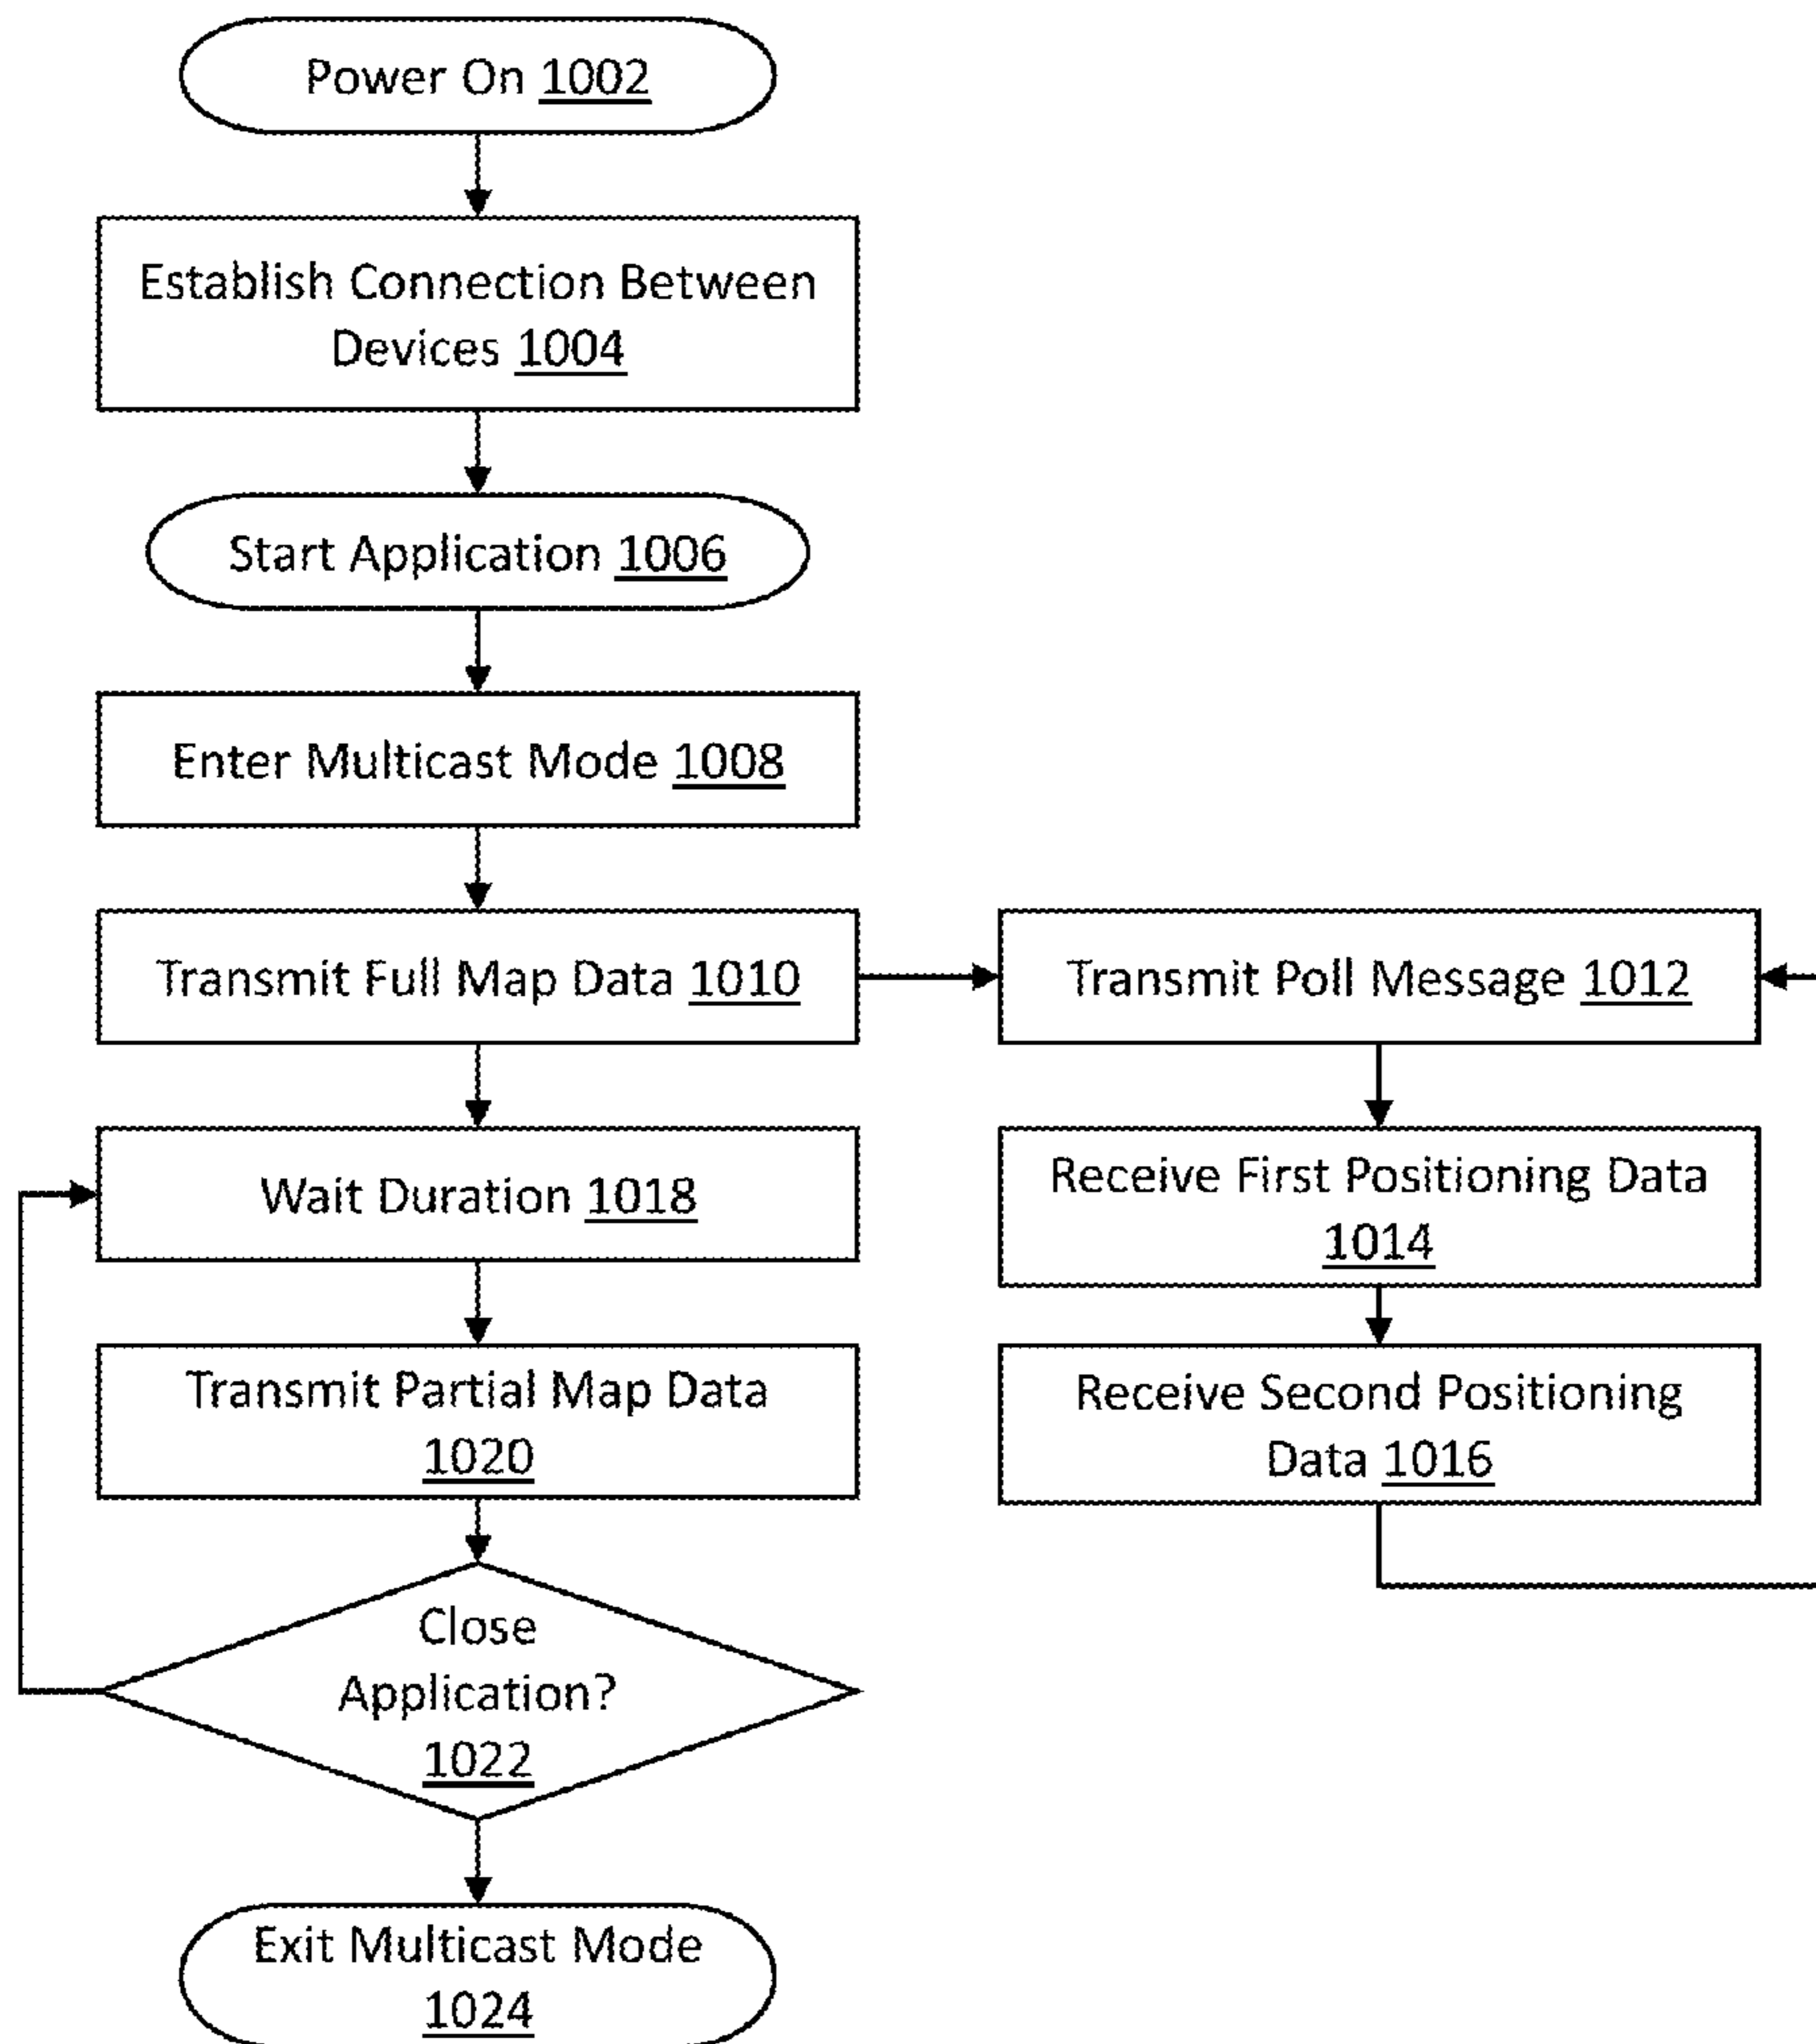 Power On 1002
Establish Connection Between
Devices 1004
Start Application 1006
Enter Multicast Mode 1008
Transmit Full Map Data 1010
Transmit Poll Message 1012
Receive First Positioning Data
1014
Receive Second Positioning
Data 1016
Wait Duration 1018
Transmit Partial Map Data
1020
Close
Application?
1022
Exit Multicast Mode
1024